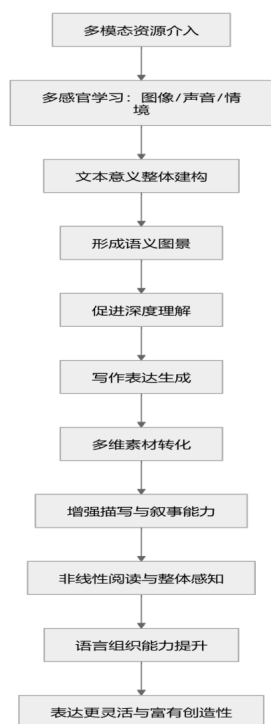 多模态资源介入
多感官学习：图像/声音/情
境
文本意义整体建构
形成语义图景
促进深度理解
写作表达生成
多维素材转化
增强描写与叙事能力
非线性阅读与整体感知
语言组织能力提升
表达更灵活与富有创造性